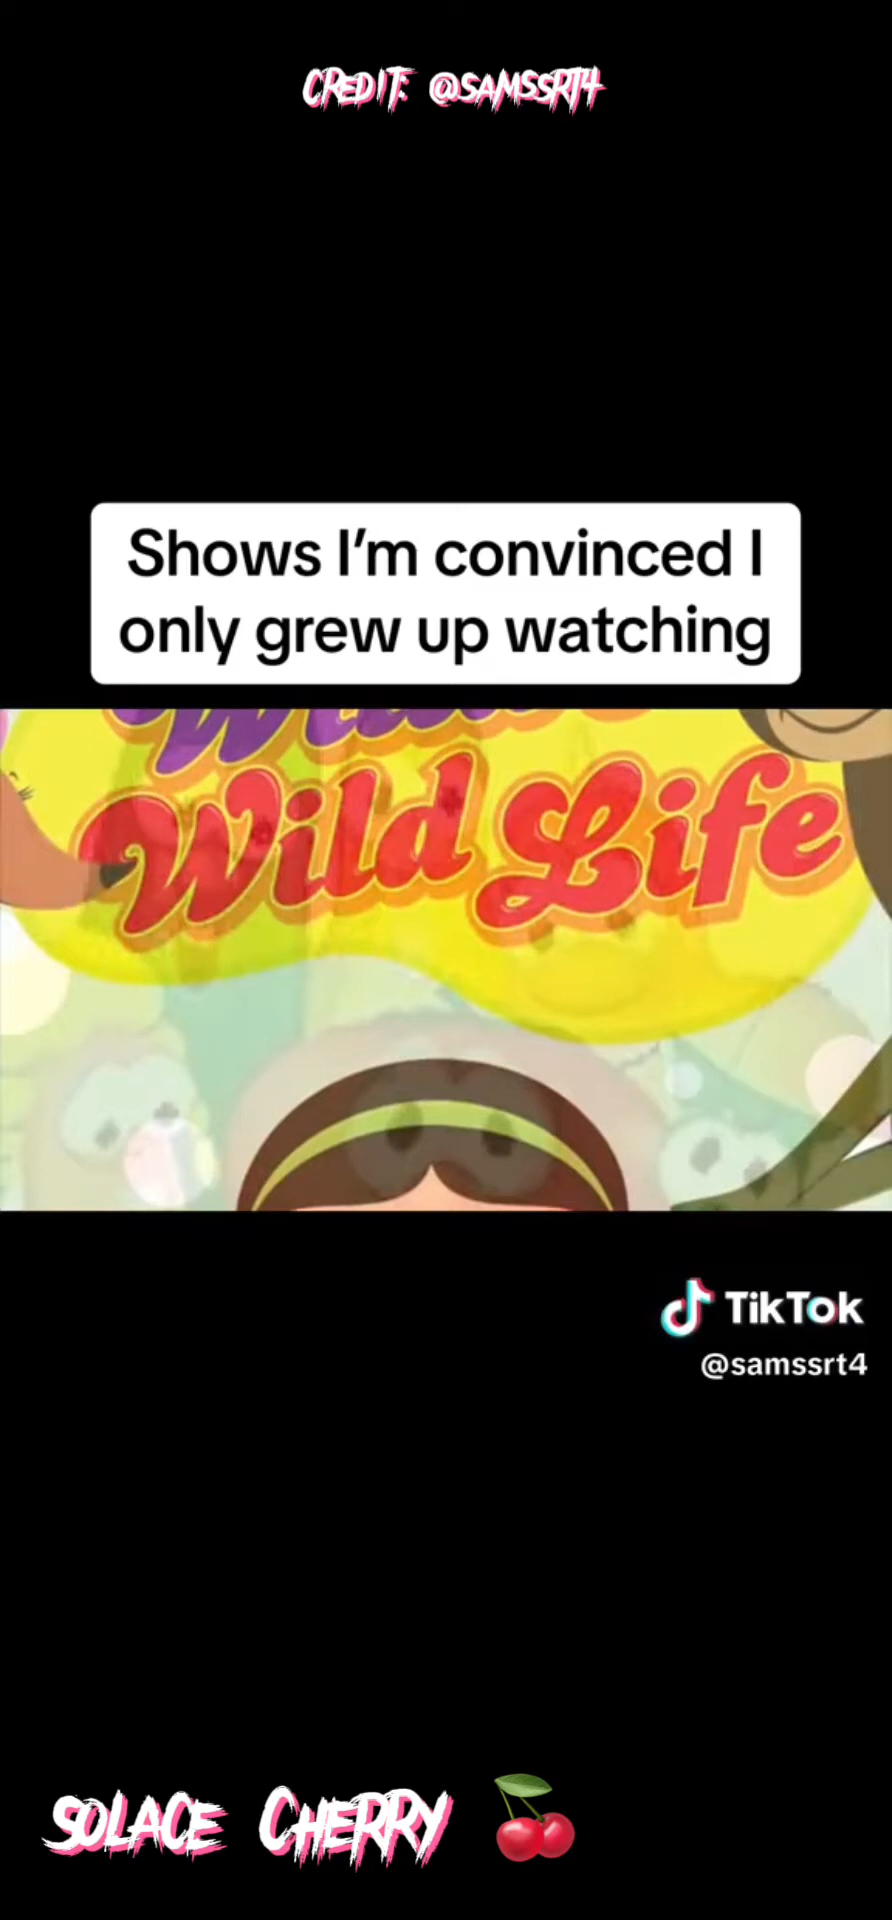 CREDIT: @SAMSSRT4
Shows I'm convinced I
only grew up watching
Wild Life
TikTok
@samssrt4
SOLACE CHERRY